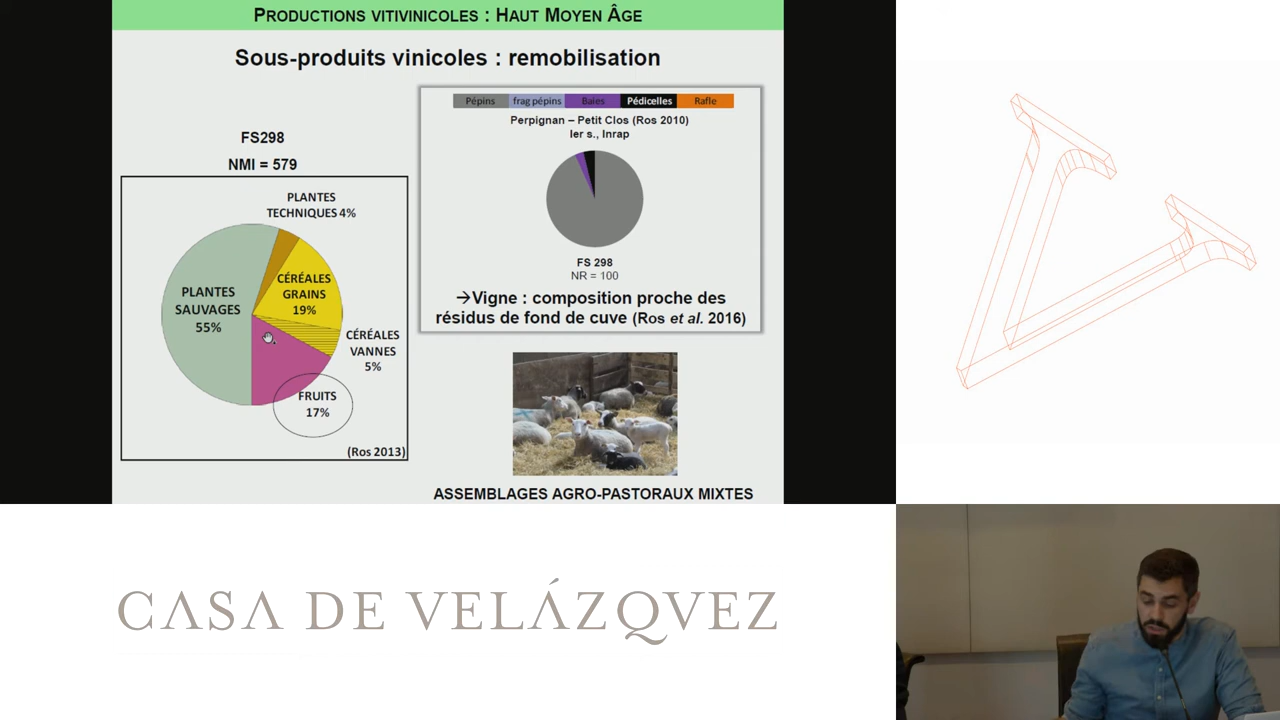 PRODUCTIONS VITIVINICOLES : HAUT MOYEN ÂGE
Sous-produits vinicoles : remobilisation
FS298
NMI = 579
PLANTES
TECHNIQUES 4%
CÉRÉALES
GRAINS
19%
PLANTES
SAUVAGES
55%
CÉRÉALES
VANNES
5%
FRUITS
17%
(Ros 2013)
Pépins frag pépins Baies Pédicelles Rafle
Perpignan – Petit Clos (Ros 2010)
Ier s., Inrap
FS 298
NR = 100
→Vigne : composition proche des
résidus de fond de cuve (Ros et al. 2016)
ASSEMBLAGES AGRO-PASTORAUX MIXTES
CASA DE VELÁZQVEZ